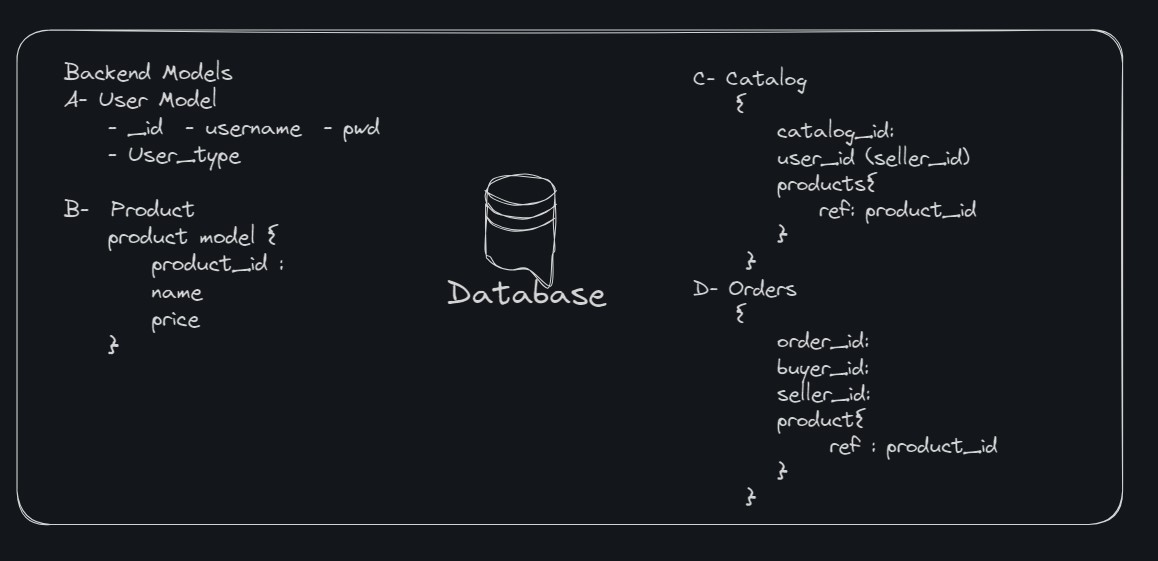 Backend Models
A- User Model
- _id - username - pwd
- User_type
B- Product
product model {
product_id :
name
price
}
Database
C- Catalog
{
catalog_id:
user_id (seller_id)
products{
ref: product_id
}
}
D- Orders
{
order_id:
buyer_id:
seller_id:
product{
ref : product_id
}
}